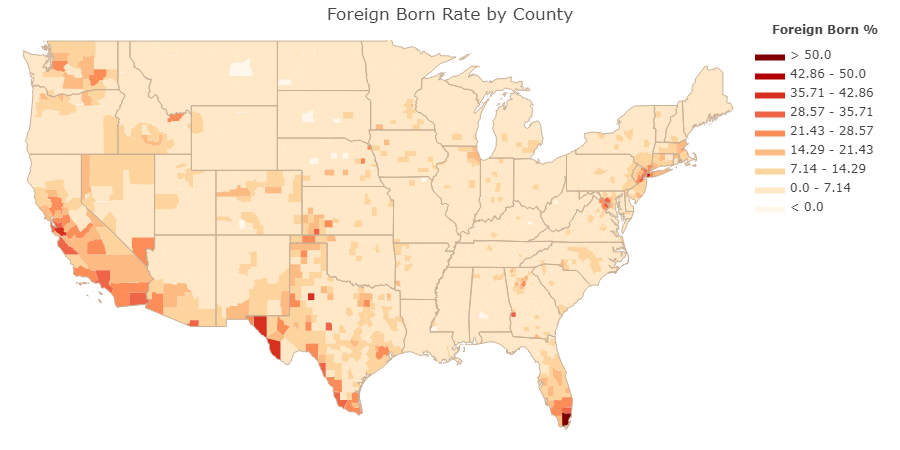 Foreign Born Rate by County
Foreign Born %
> 50.0
42.86 - 50.0
35.71 - 42.86
28.57 - 35.71
21.43 - 28.57
14.29 - 21.43
7.14 - 14.29
0.0 - 7.14
< 0.0